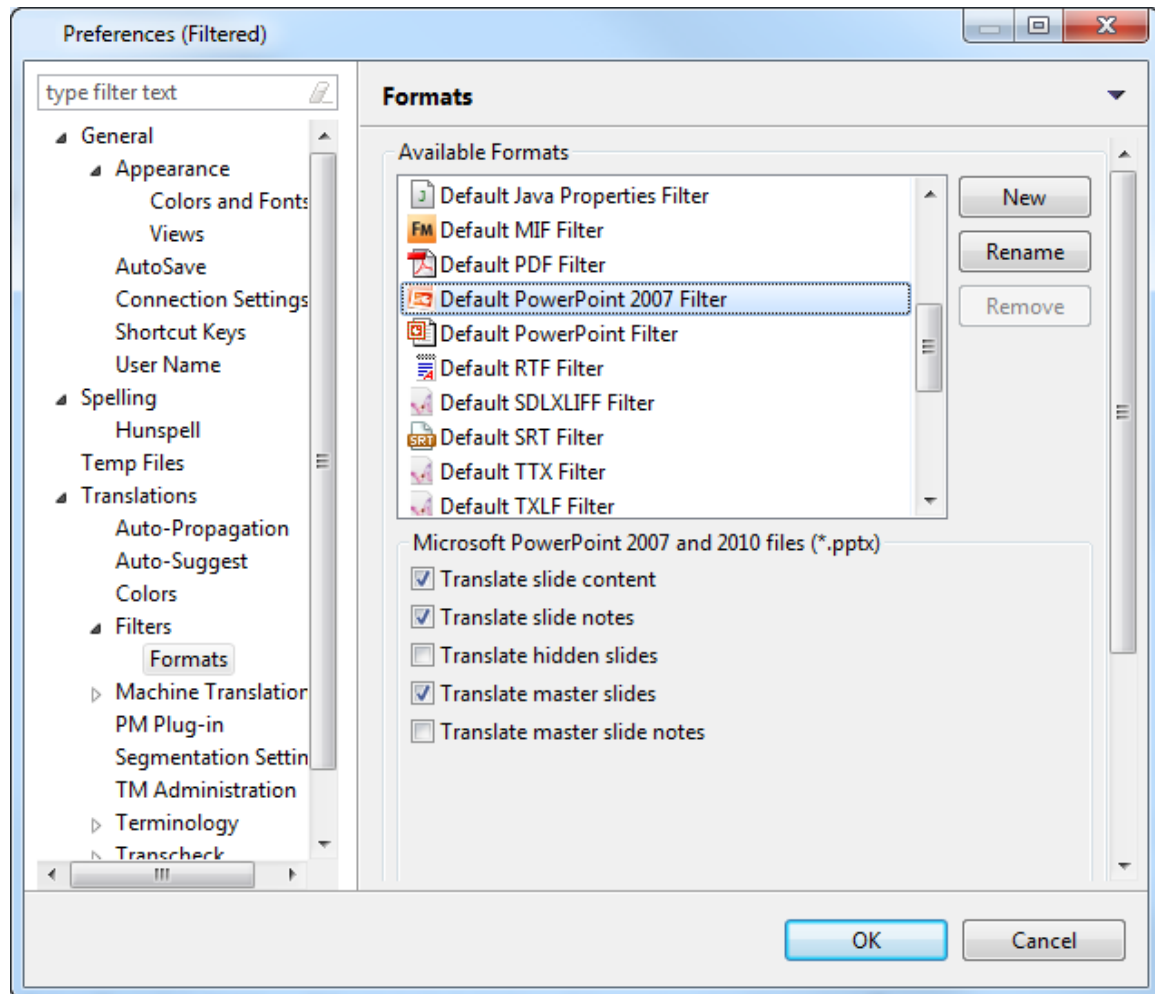 Preferences (Filtered)
type filter text
General
Appearance
Colors and Fonts
Views
AutoSave
Connection Settings
Shortcut Keys
User Name
Spelling
Hunspell
Temp Files
Translations
Auto-Propagation
Auto-Suggest
Colors
Filters
Formats
Machine Translation
PM Plug-in
Segmentation Settin
TM Administration
Terminology
Transcheck
Formats
Available Formats
Default Java Properties Filter
FM Default MIF Filter
Default PDF Filter
Default PowerPoint 2007 Filter
Default PowerPoint Filter
Default RTF Filter
Default SDLXLIFF Filter
SRT Default SRT Filter
Default TTX Filter
Default TXLF Filter
New
Rename
Remove
Microsoft PowerPoint 2007 and 2010 files (*.pptx)
Translate slide content
Translate slide notes
Translate hidden slides
Translate master slides
Translate master slide notes
OK
Cancel